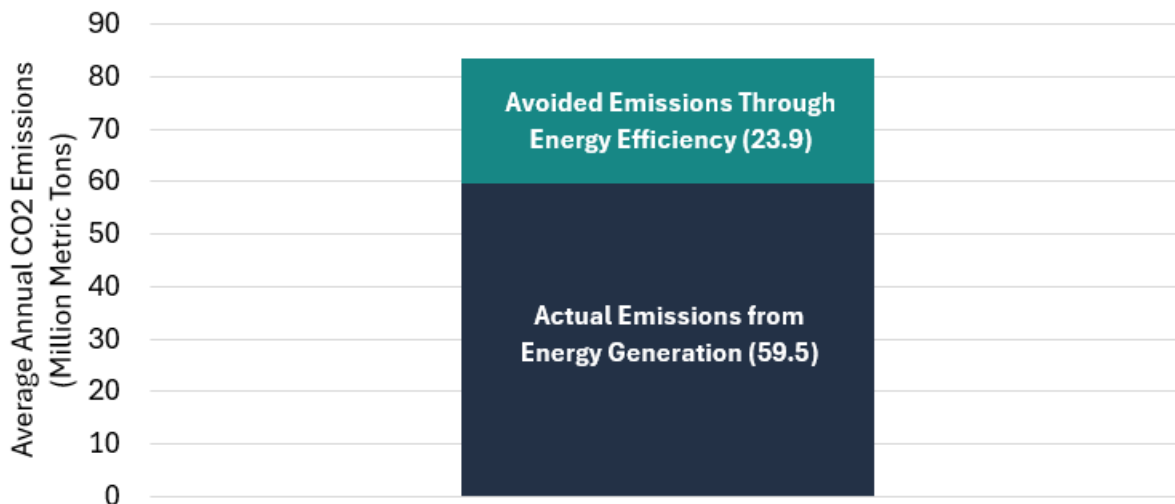 Average Annual CO2 Emissions
(Million Metric Tons)
90
80
70
60
50
40
30
20
10
0
Avoided Emissions Through
Energy Efficiency (23.9)
Actual Emissions from
Energy Generation (59.5)